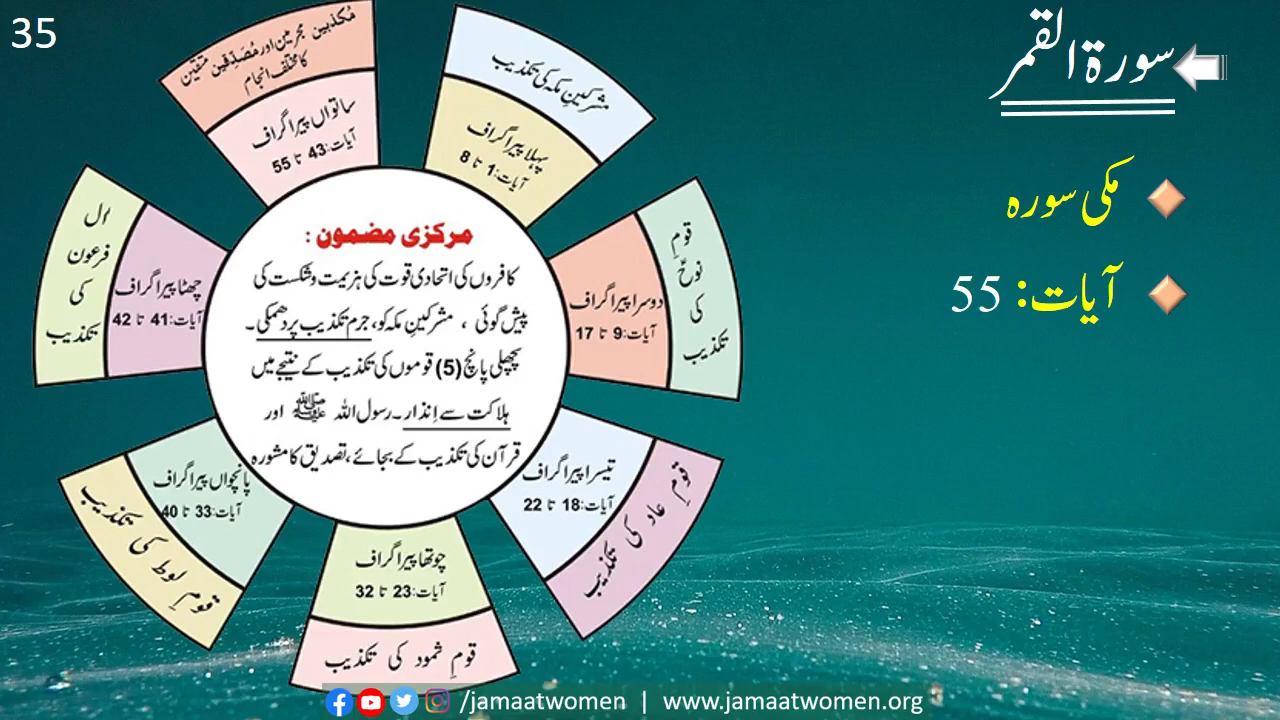 35
سورۃ القمر
مکی سورہ
آیات: 55
مرکزی مضمون :
کافروں کی اتحادی قوت کی ہزیمت و شکست کی
پیش گوئی ، مشرکینِ مکہ کو، جرم تکذیب پر دھمکی۔
پچھلی پانچ (5) قوموں کی تکذیب کے نتیجے میں
ہلاکت سے اِنذار۔ رسول اللہ ﷺ اور
قرآن کی تکذیب کے بجائے، تصدیق کا مشورہ
مشرکینِ مکہ کی تکذیب
پہلا پیراگراف
آیات:1 تا 8
قومِ
نوحؑ
کی
تکذیب
دوسرا پیراگراف
آیات:9 تا 17
قومِ عاد کی تکذیب
تیسرا پیراگراف
آیات:18 تا 22
چوتھا پیراگراف
آیات:23 تا 32
قومِ ثمود کی تکذیب
پانچواں پیراگراف
آیات:33 تا 40
قومِ لوط کی تکذیب
چھٹا پیراگراف
آیات:41 تا 42
اٰل
فرعون
کی
تکذیب
مُکذبین مجرمین اور مُصَدِّقین متقین
کا مختلف انجام
ساتواں پیراگراف
آیات:43 تا 55
/jamaatwomen | www.jamaatwomen.org